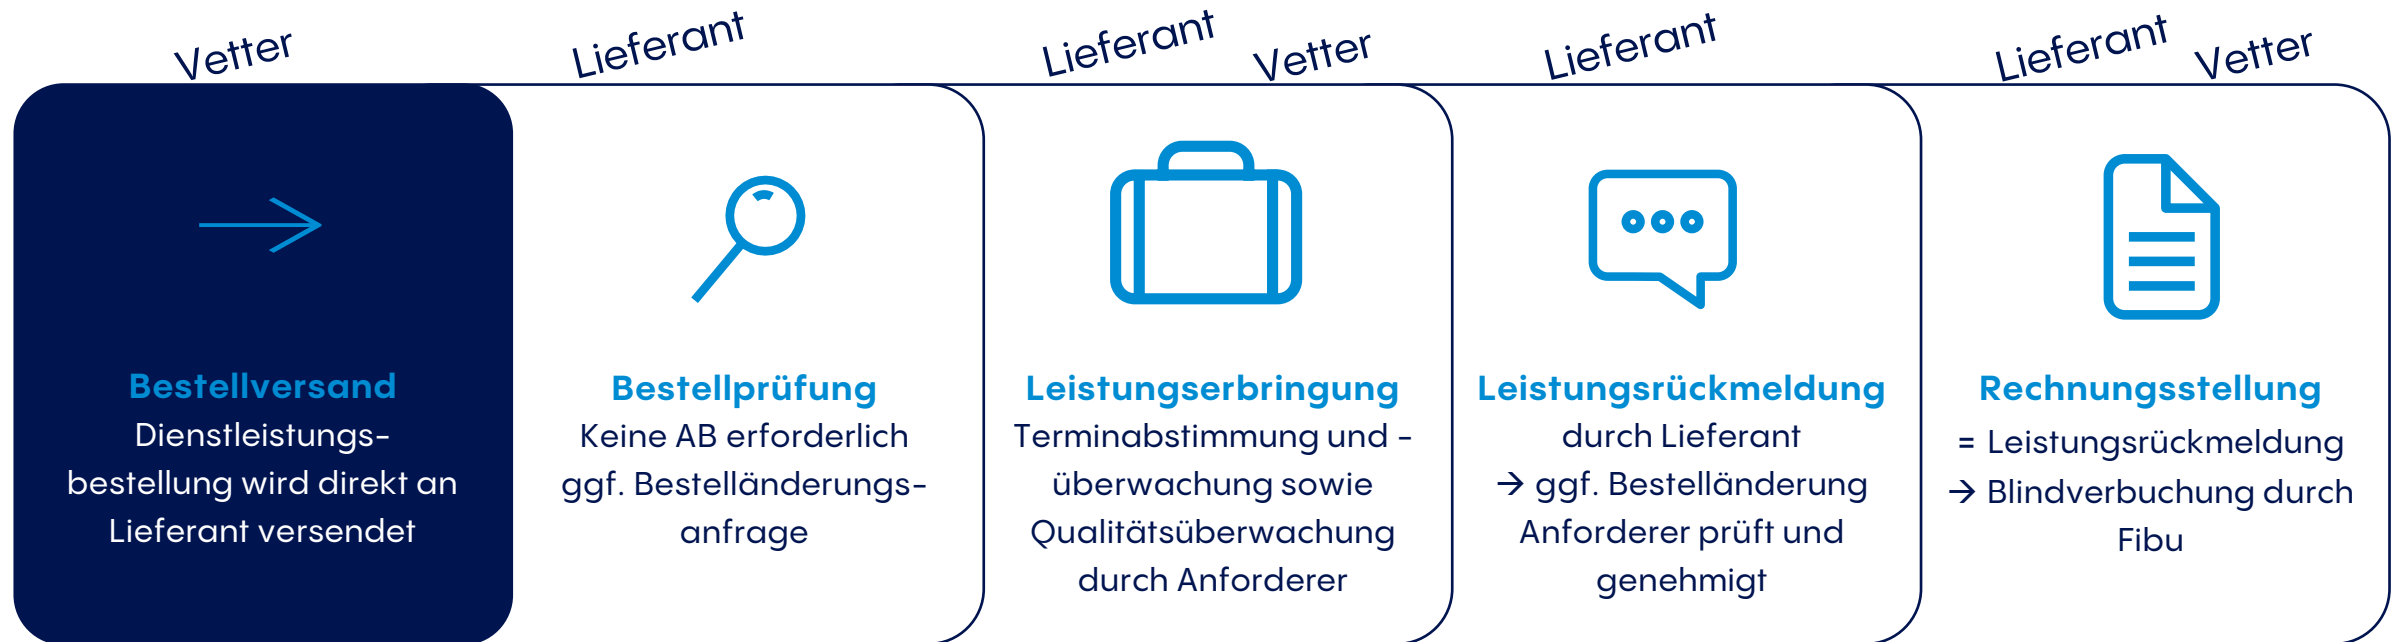 Vetter
Lieferant
Lieferant
Vetter
Lieferant
Lieferant
Vetter
Bestellversand
Dienstleistungs-
bestellung wird direkt an
Lieferant versendet
Bestellprüfung
Keine AB erforderlich
ggf. Bestelländerungs-
anfrage
Leistungserbringung
Terminabstimmung und -
überwachung sowie
Qualitätsüberwachung
durch Anforderer
Leistungsrückmeldung
durch Lieferant
→ ggf. Bestelländerung
Anforderer prüft und
genehmigt
Rechnungsstellung
= Leistungsrückmeldung
→ Blindverbuchung durch
Fibu